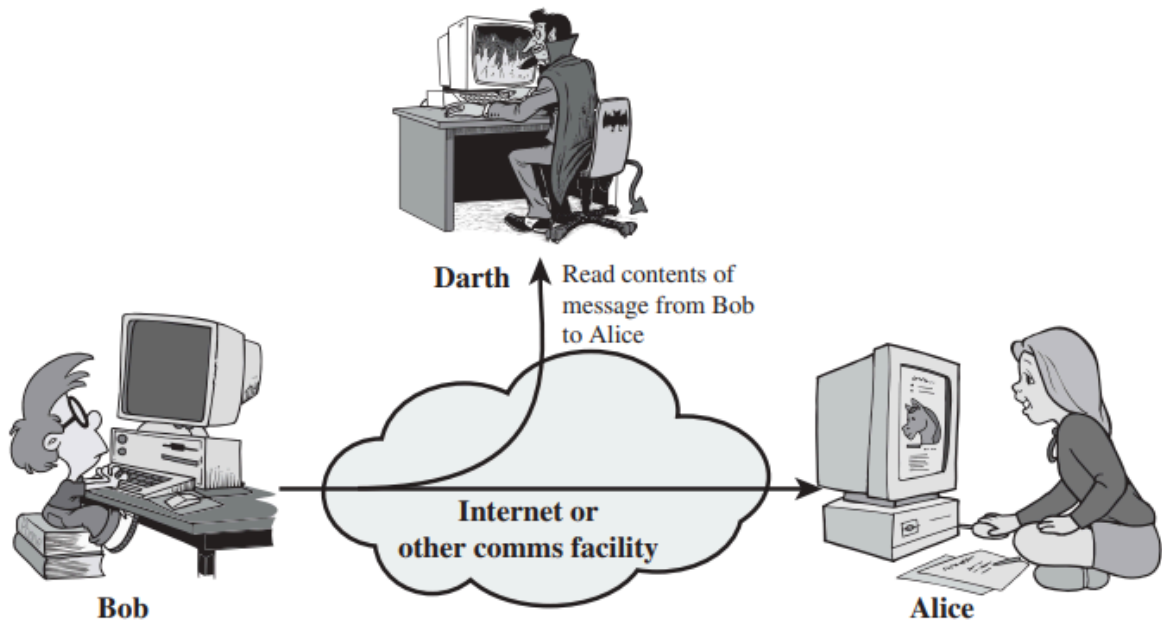 Darth
Read contents of
message from Bob
to Alice
Internet or
other comms facility
Bob
Alice